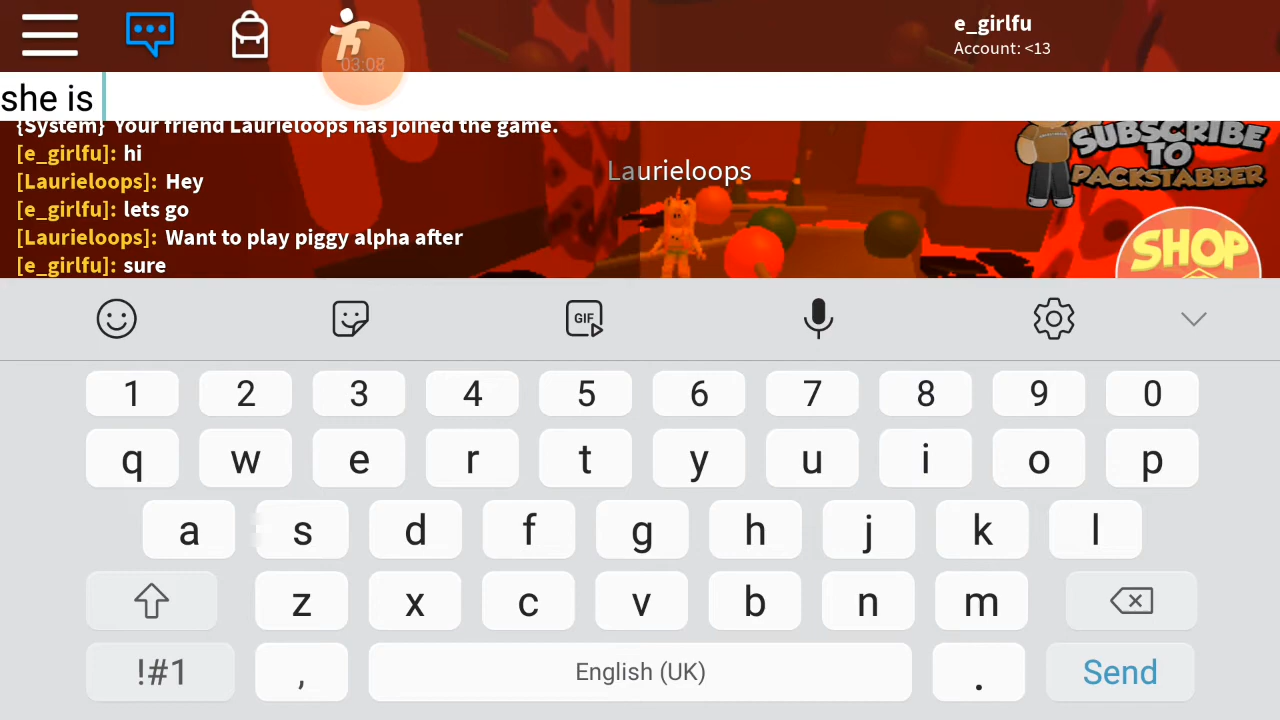 e_girlfu
Account: <13
03:08
she is
{System} Your friend Laurieloops has joined the game.
[e_girlfu]: hi
[Laurieloops]: Hey
[e_girlfu]: lets go
[Laurieloops]: Want to play piggy alpha after
[e_girlfu]: sure
Laurieloops
SUBSCRIBE
TO
PACKSTABBER
SHOP
GIF
1 2 3 4 5 6 7 8 9 0
q w e r t y u i o p
a s d f g h j k l
z x c v b n m
!#1 , English (UK) . Send